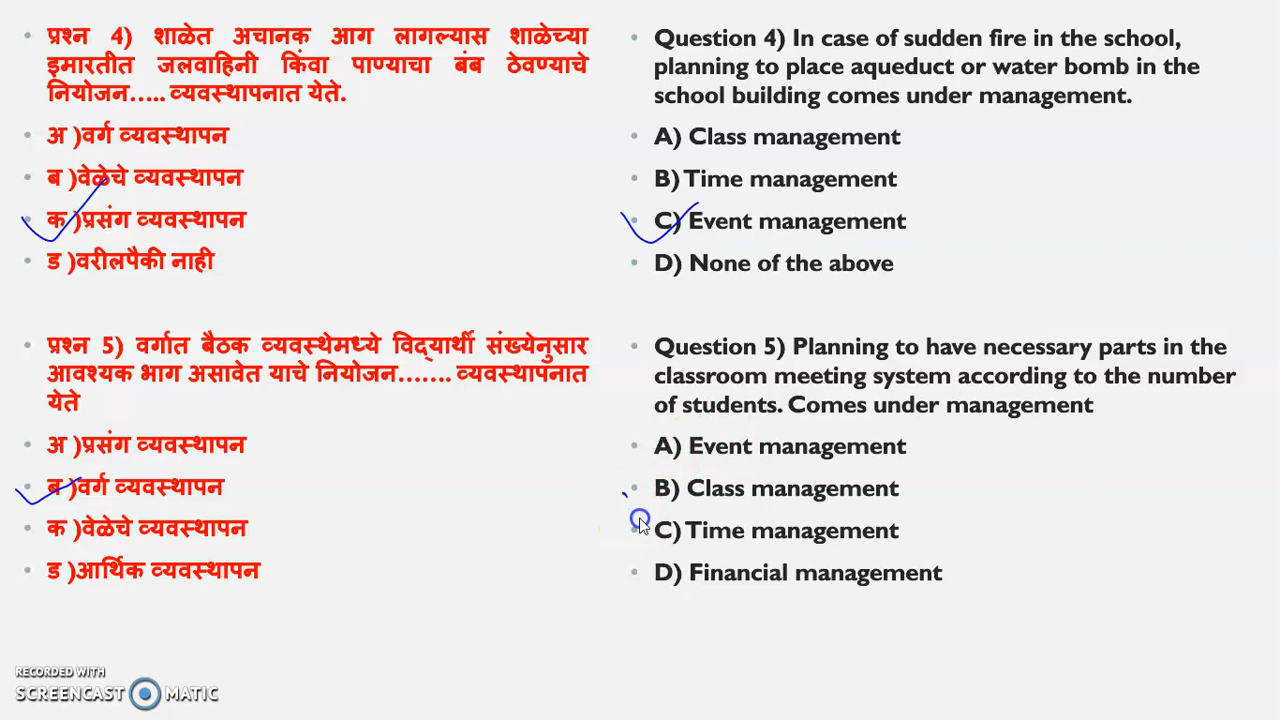 प्रश्न 4) शाळेत अचानक आग लागल्यास शाळेच्या
इमारतीत जलवाहिनी किंवा पाण्याचा बंब ठेवण्याचे
नियोजन..... व्यवस्थापनात येते.
अ )वर्ग व्यवस्थापन
ब )वेळेचे व्यवस्थापन
क )प्रसंग व्यवस्थापन
ड )वरीलपैकी नाही
प्रश्न 5) वर्गात बैठक व्यवस्थेमध्ये विद्यार्थी संख्येनुसार
आवश्यक भाग असावेत याचे नियोजन....... व्यवस्थापनात
येते
अ )प्रसंग व्यवस्थापन
ब )वर्ग व्यवस्थापन
क )वेळेचे व्यवस्थापन
ड )आर्थिक व्यवस्थापन
Question 4) In case of sudden fire in the school,
planning to place aqueduct or water bomb in the
school building comes under management.
A) Class management
B) Time management
C) Event management
D) None of the above
Question 5) Planning to have necessary parts in the
classroom meeting system according to the number
of students. Comes under management
A) Event management
B) Class management
C) Time management
D) Financial management
RECORDED WITH
SCREENCAST MATIC